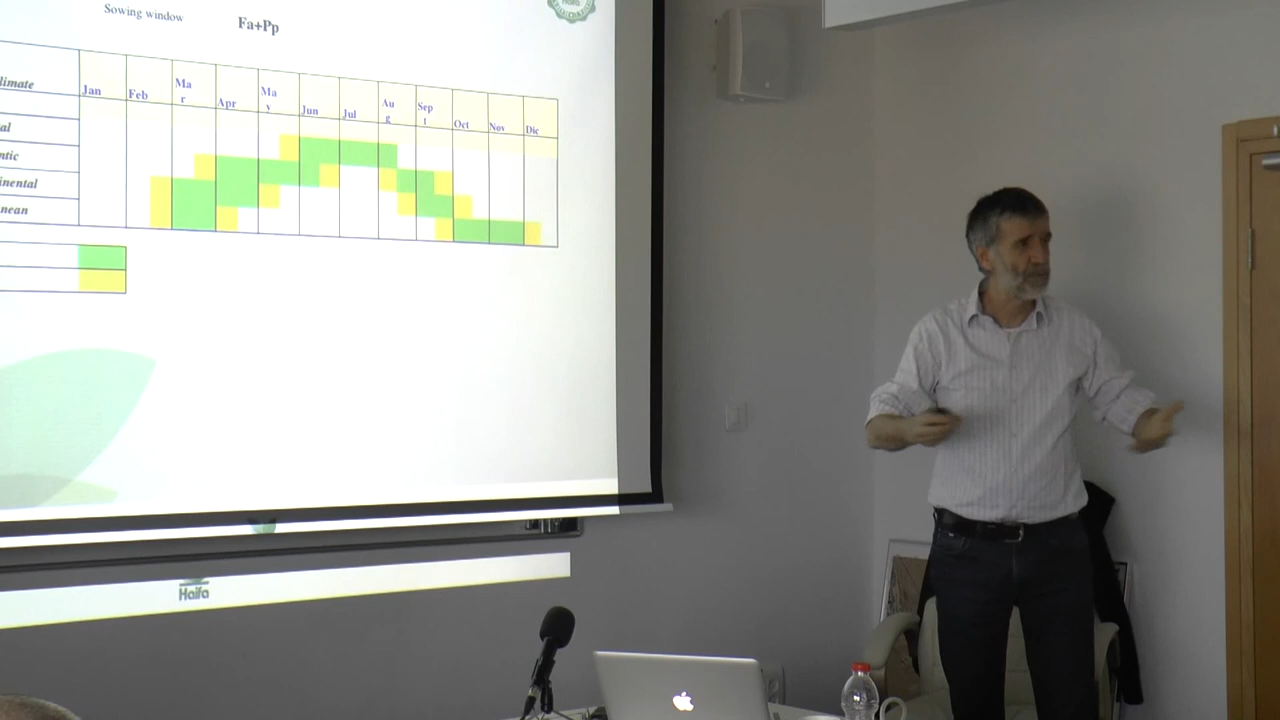 Sowing window
Fa+Pp
limate
Jan
Feb
Ma
r
Apr
Ma
y
Jun
Jul
Au
g
Sep
t
Oct
Nov
Dic
al
ntic
inental
nean
Haifa